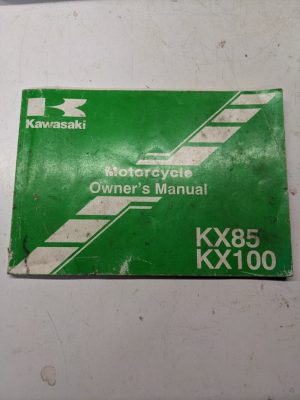 Kawasaki
Motorcycle
Owner's Manual
KX85
KX100